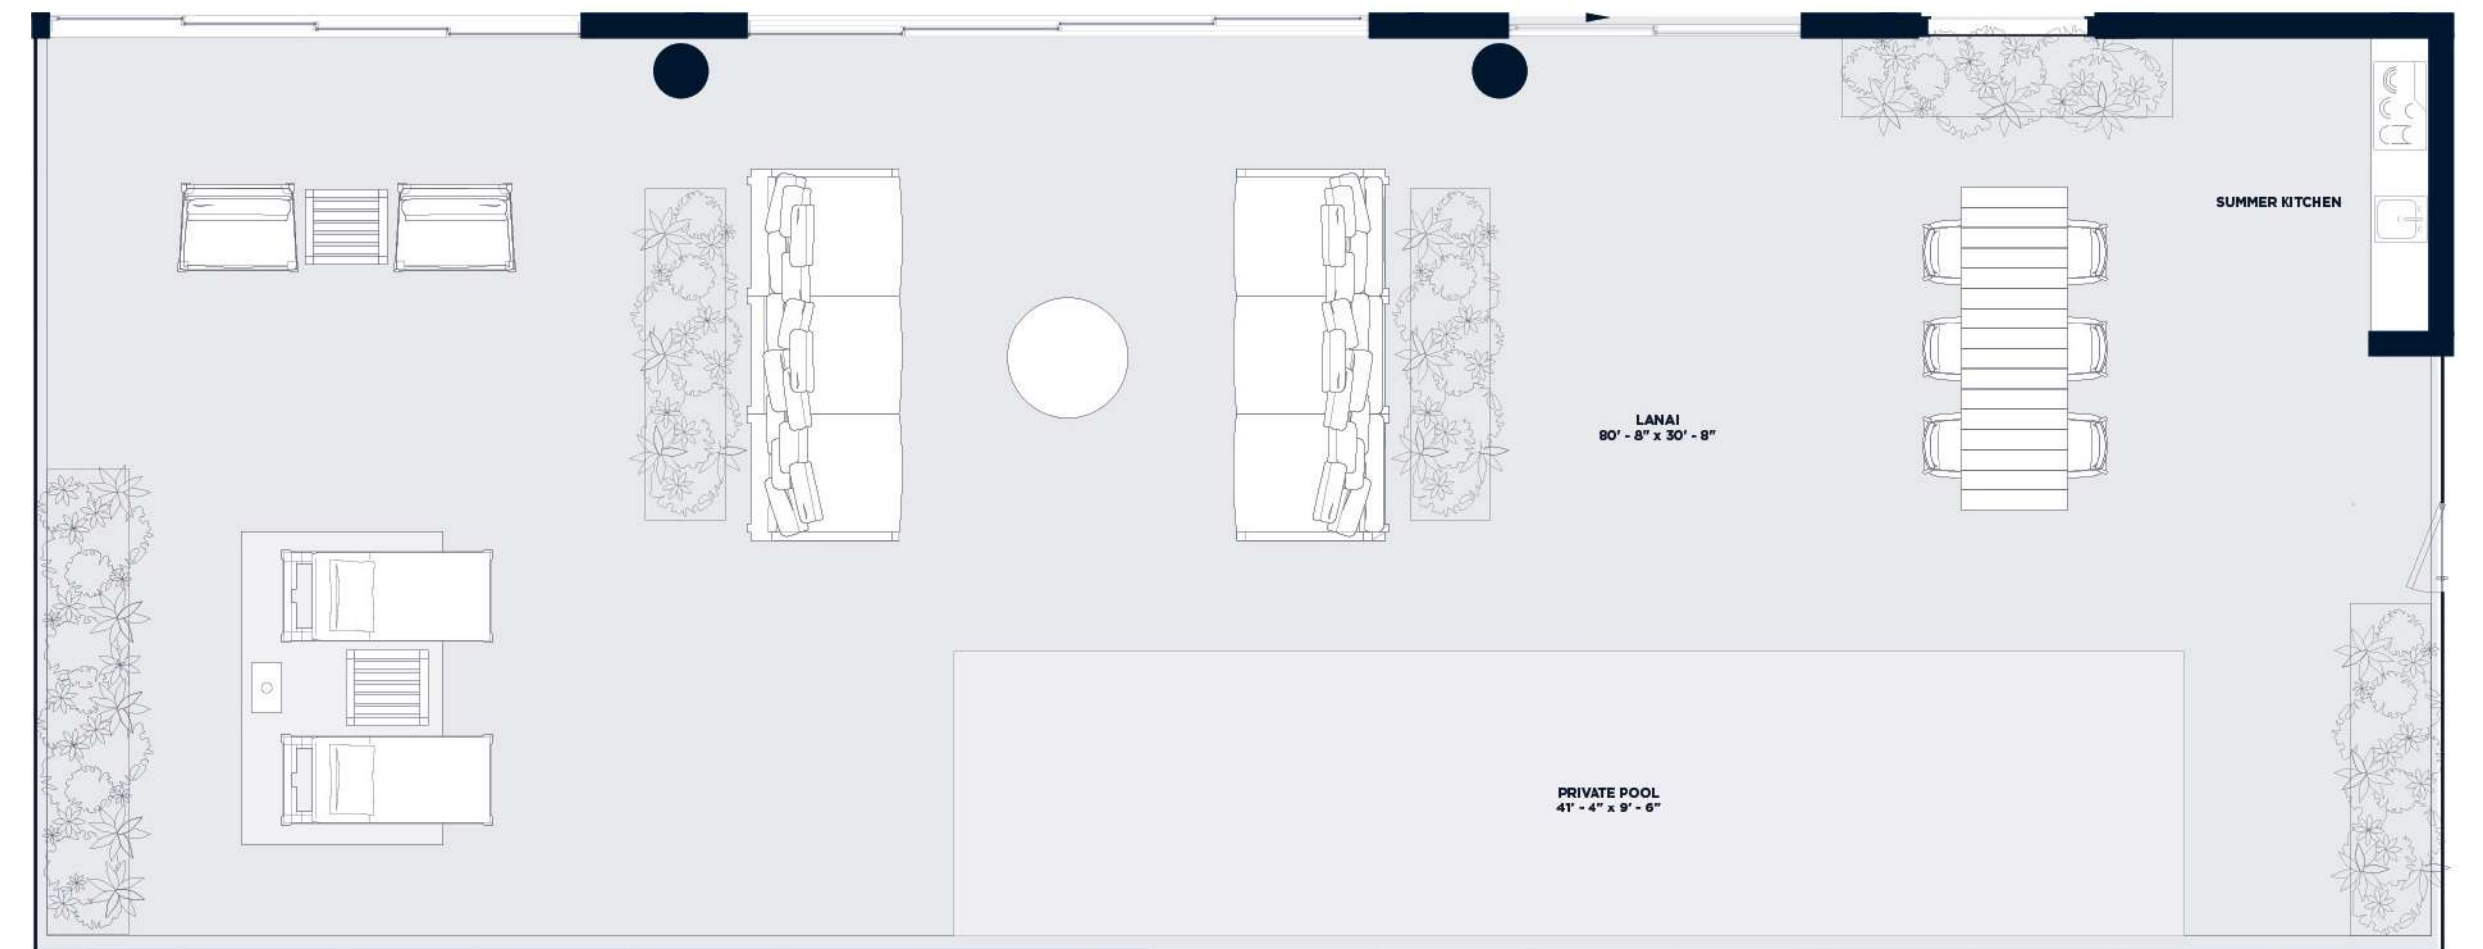 SUMMER KITCHEN
LANAI
80' - 8" x 30' - 8"
PRIVATE POOL
41' - 4" x 9' - 6"